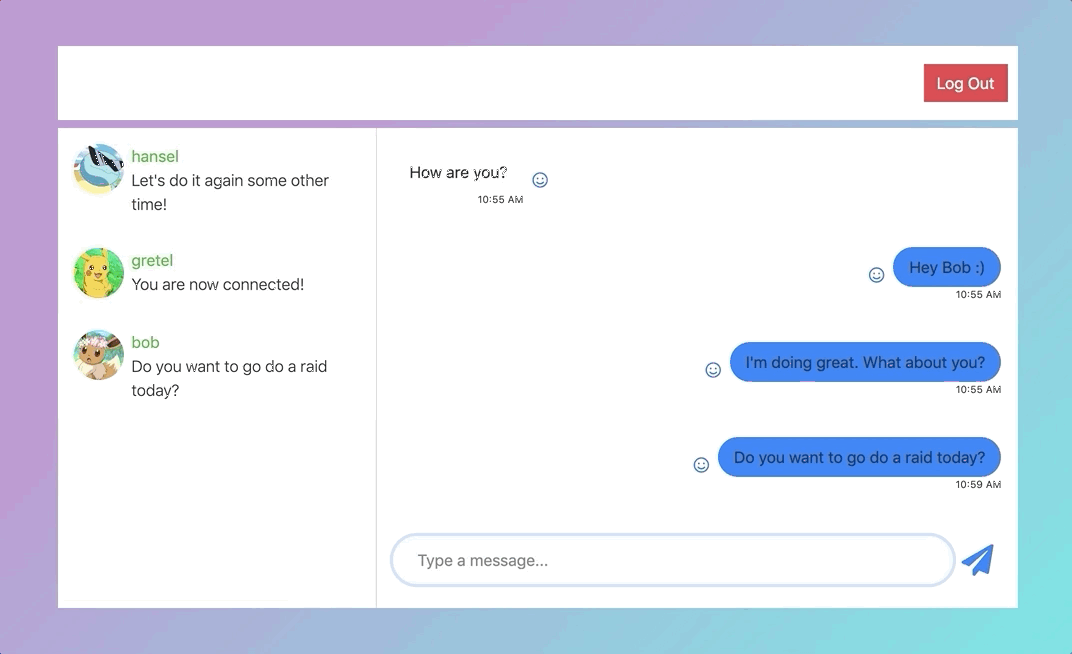 Log Out
hansel
Let's do it again some other
time!
gretel
You are now connected!
bob
Do you want to go do a raid
today?
How are you?
10:55 AM
Hey Bob :)
10:55 AM
I'm doing great. What about you?
10:55 AM
Do you want to go do a raid today?
10:59 AM
Type a message...